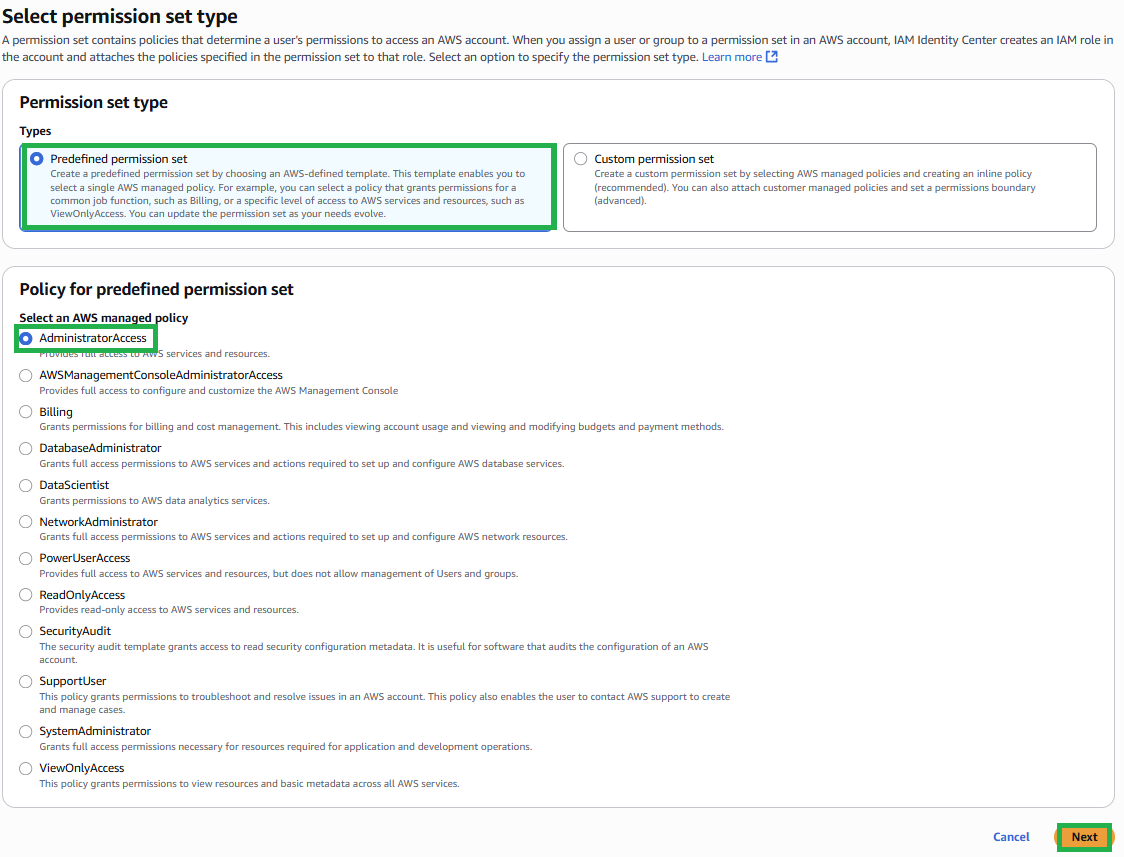 Select permission set type
A permission set contains policies that determine a user's permissions to access an AWS account. When you assign a user or group to a permission set in an AWS account, IAM Identity Center creates an IAM role in
the account and attaches the policies specified in the permission set to that role. Select an option to specify the permission set type. Learn more
Permission set type
Types
Predefined permission set
Create a predefined permission set by choosing an AWS-defined template. This template enables you to
select a single AWS managed policy. For example, you can select a policy that grants permissions for a
common job function, such as Billing, or a specific level of access to AWS services and resources, such as
ViewOnlyAccess. You can update the permission set as your needs evolve.
Custom permission set
Create a custom permission set by selecting AWS managed policies and creating an inline policy
(recommended). You can also attach customer managed policies and set a permissions boundary
(advanced).
Policy for predefined permission set
Select an AWS managed policy
AdministratorAccess
Provides full access to AWS services and resources.
AWSManagementConsoleAdministratorAccess
Provides full access to configure and customize the AWS Management Console
Billing
Grants permissions for billing and cost management. This includes viewing account usage and viewing and modifying budgets and payment methods.
DatabaseAdministrator
Grants full access permissions to AWS services and actions required to set up and configure AWS database services.
DataScientist
Grants permissions to AWS data analytics services.
NetworkAdministrator
Grants full access permissions to AWS services and actions required to set up and configure AWS network resources.
PowerUserAccess
Provides full access to AWS services and resources, but does not allow management of Users and groups.
ReadOnlyAccess
Provides read-only access to AWS services and resources.
SecurityAudit
The security audit template grants access to read security configuration metadata. It is useful for software that audits the configuration of an AWS
account.
SupportUser
This policy grants permissions to troubleshoot and resolve issues in an AWS account. This policy also enables the user to contact AWS support to create
and manage cases.
SystemAdministrator
Grants full access permissions necessary for resources required for application and development operations.
ViewOnlyAccess
This policy grants permissions to view resources and basic metadata across all AWS services.
Cancel
Next